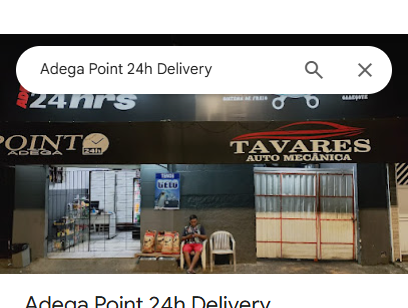 Adega Point 24h Delivery
24hrs
POINT
ADEGA
24h
TAVARES
AUTO MECÂNICA
Adega Point 24h Delivery